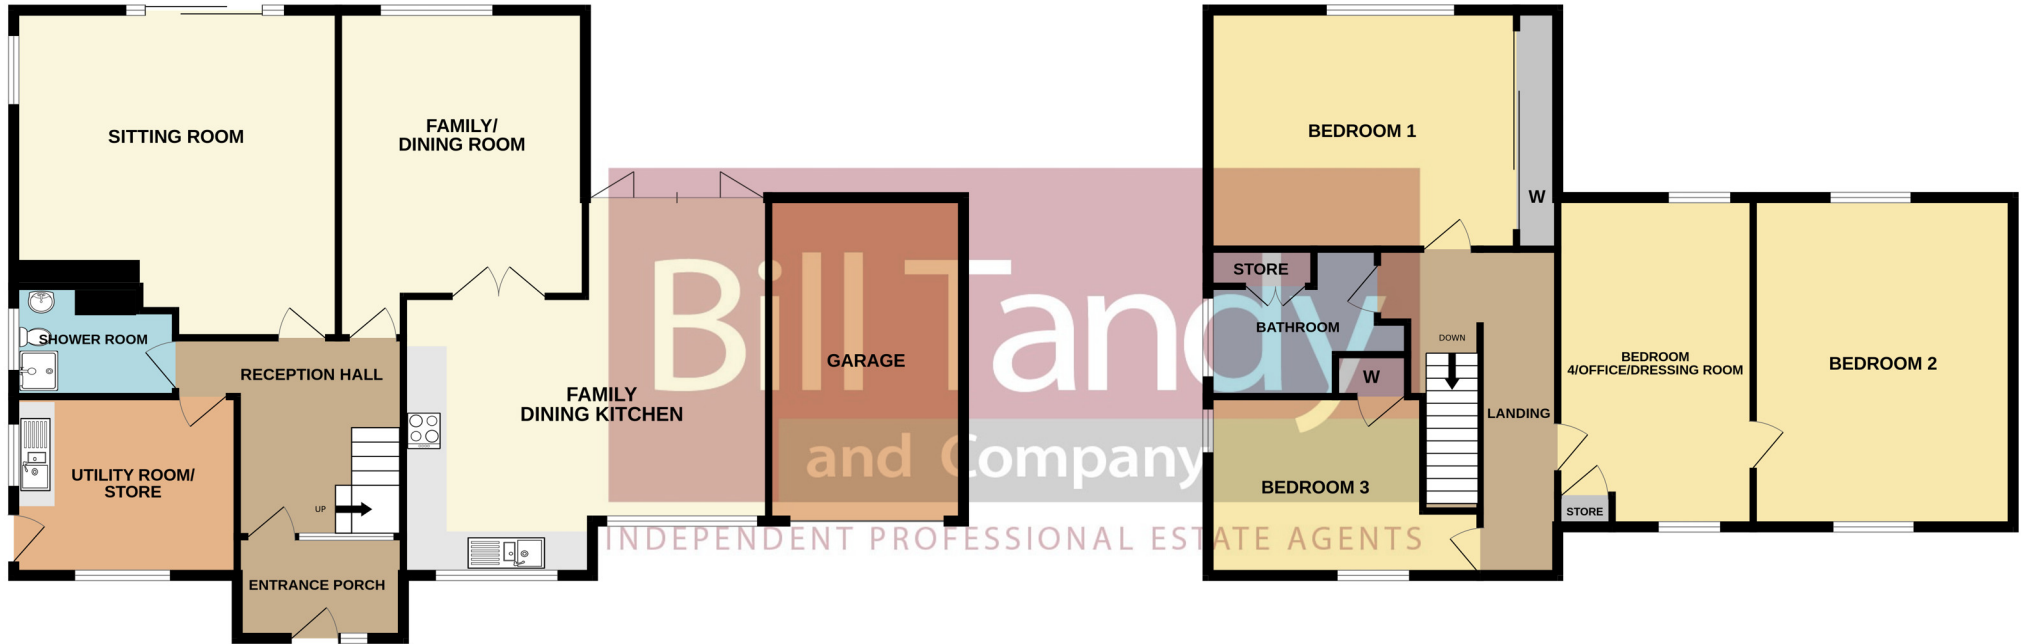 SITTING ROOM
FAMILY/
DINING ROOM
SHOWER ROOM
RECEPTION HALL
FAMILY
DINING KITCHEN
GARAGE
UTILITY ROOM/
STORE
UP
ENTRANCE PORCH
BEDROOM 1
W
STORE
BATHROOM
DOWN
W
LANDING
BEDROOM
4/OFFICE/DRESSING ROOM
BEDROOM 2
BEDROOM 3
STORE
Bill Tandy
and Company
INDEPENDENT PROFESSIONAL ESTATE AGENTS